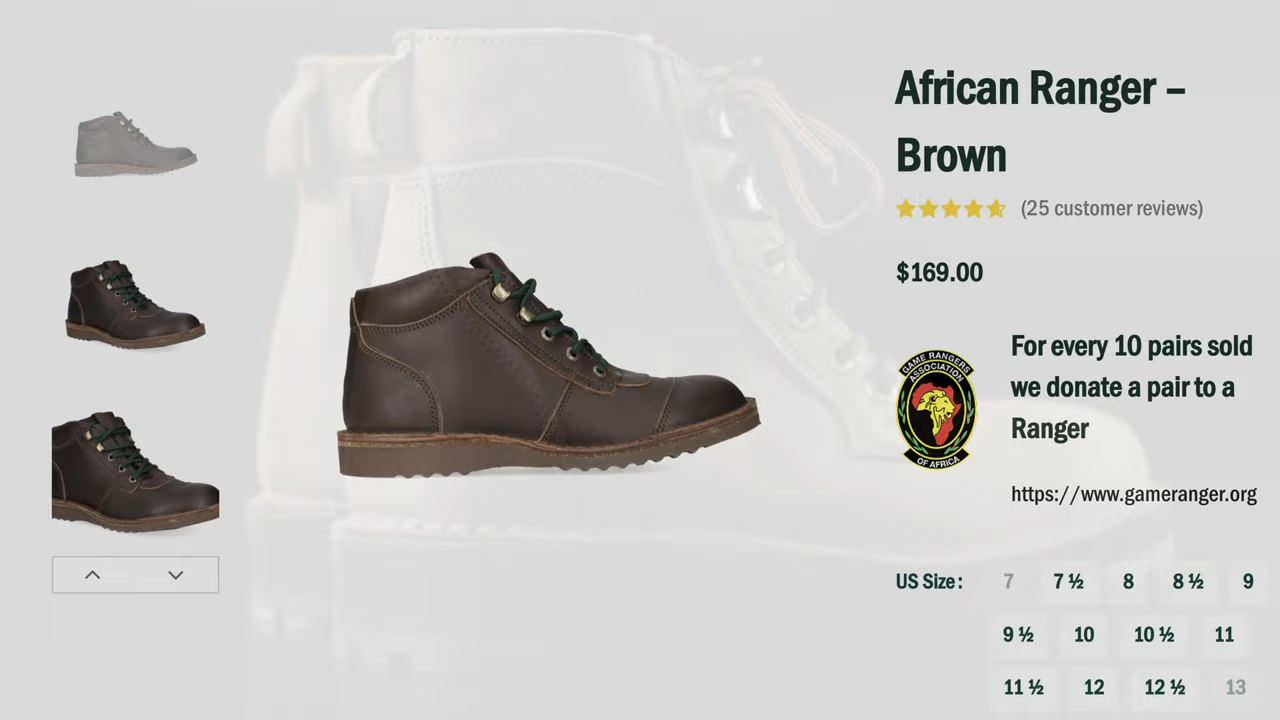 African Ranger –
Brown
(25 customer reviews)
$169.00
For every 10 pairs sold
we donate a pair to a
Ranger
GAME RANGERS
ASSOCIATION
OF AFRICA
https://www.gameranger.org
US Size: 7 7 ½ 8 8 ½ 9
9 ½ 10 10 ½ 11
11 ½ 12 12 ½ 13